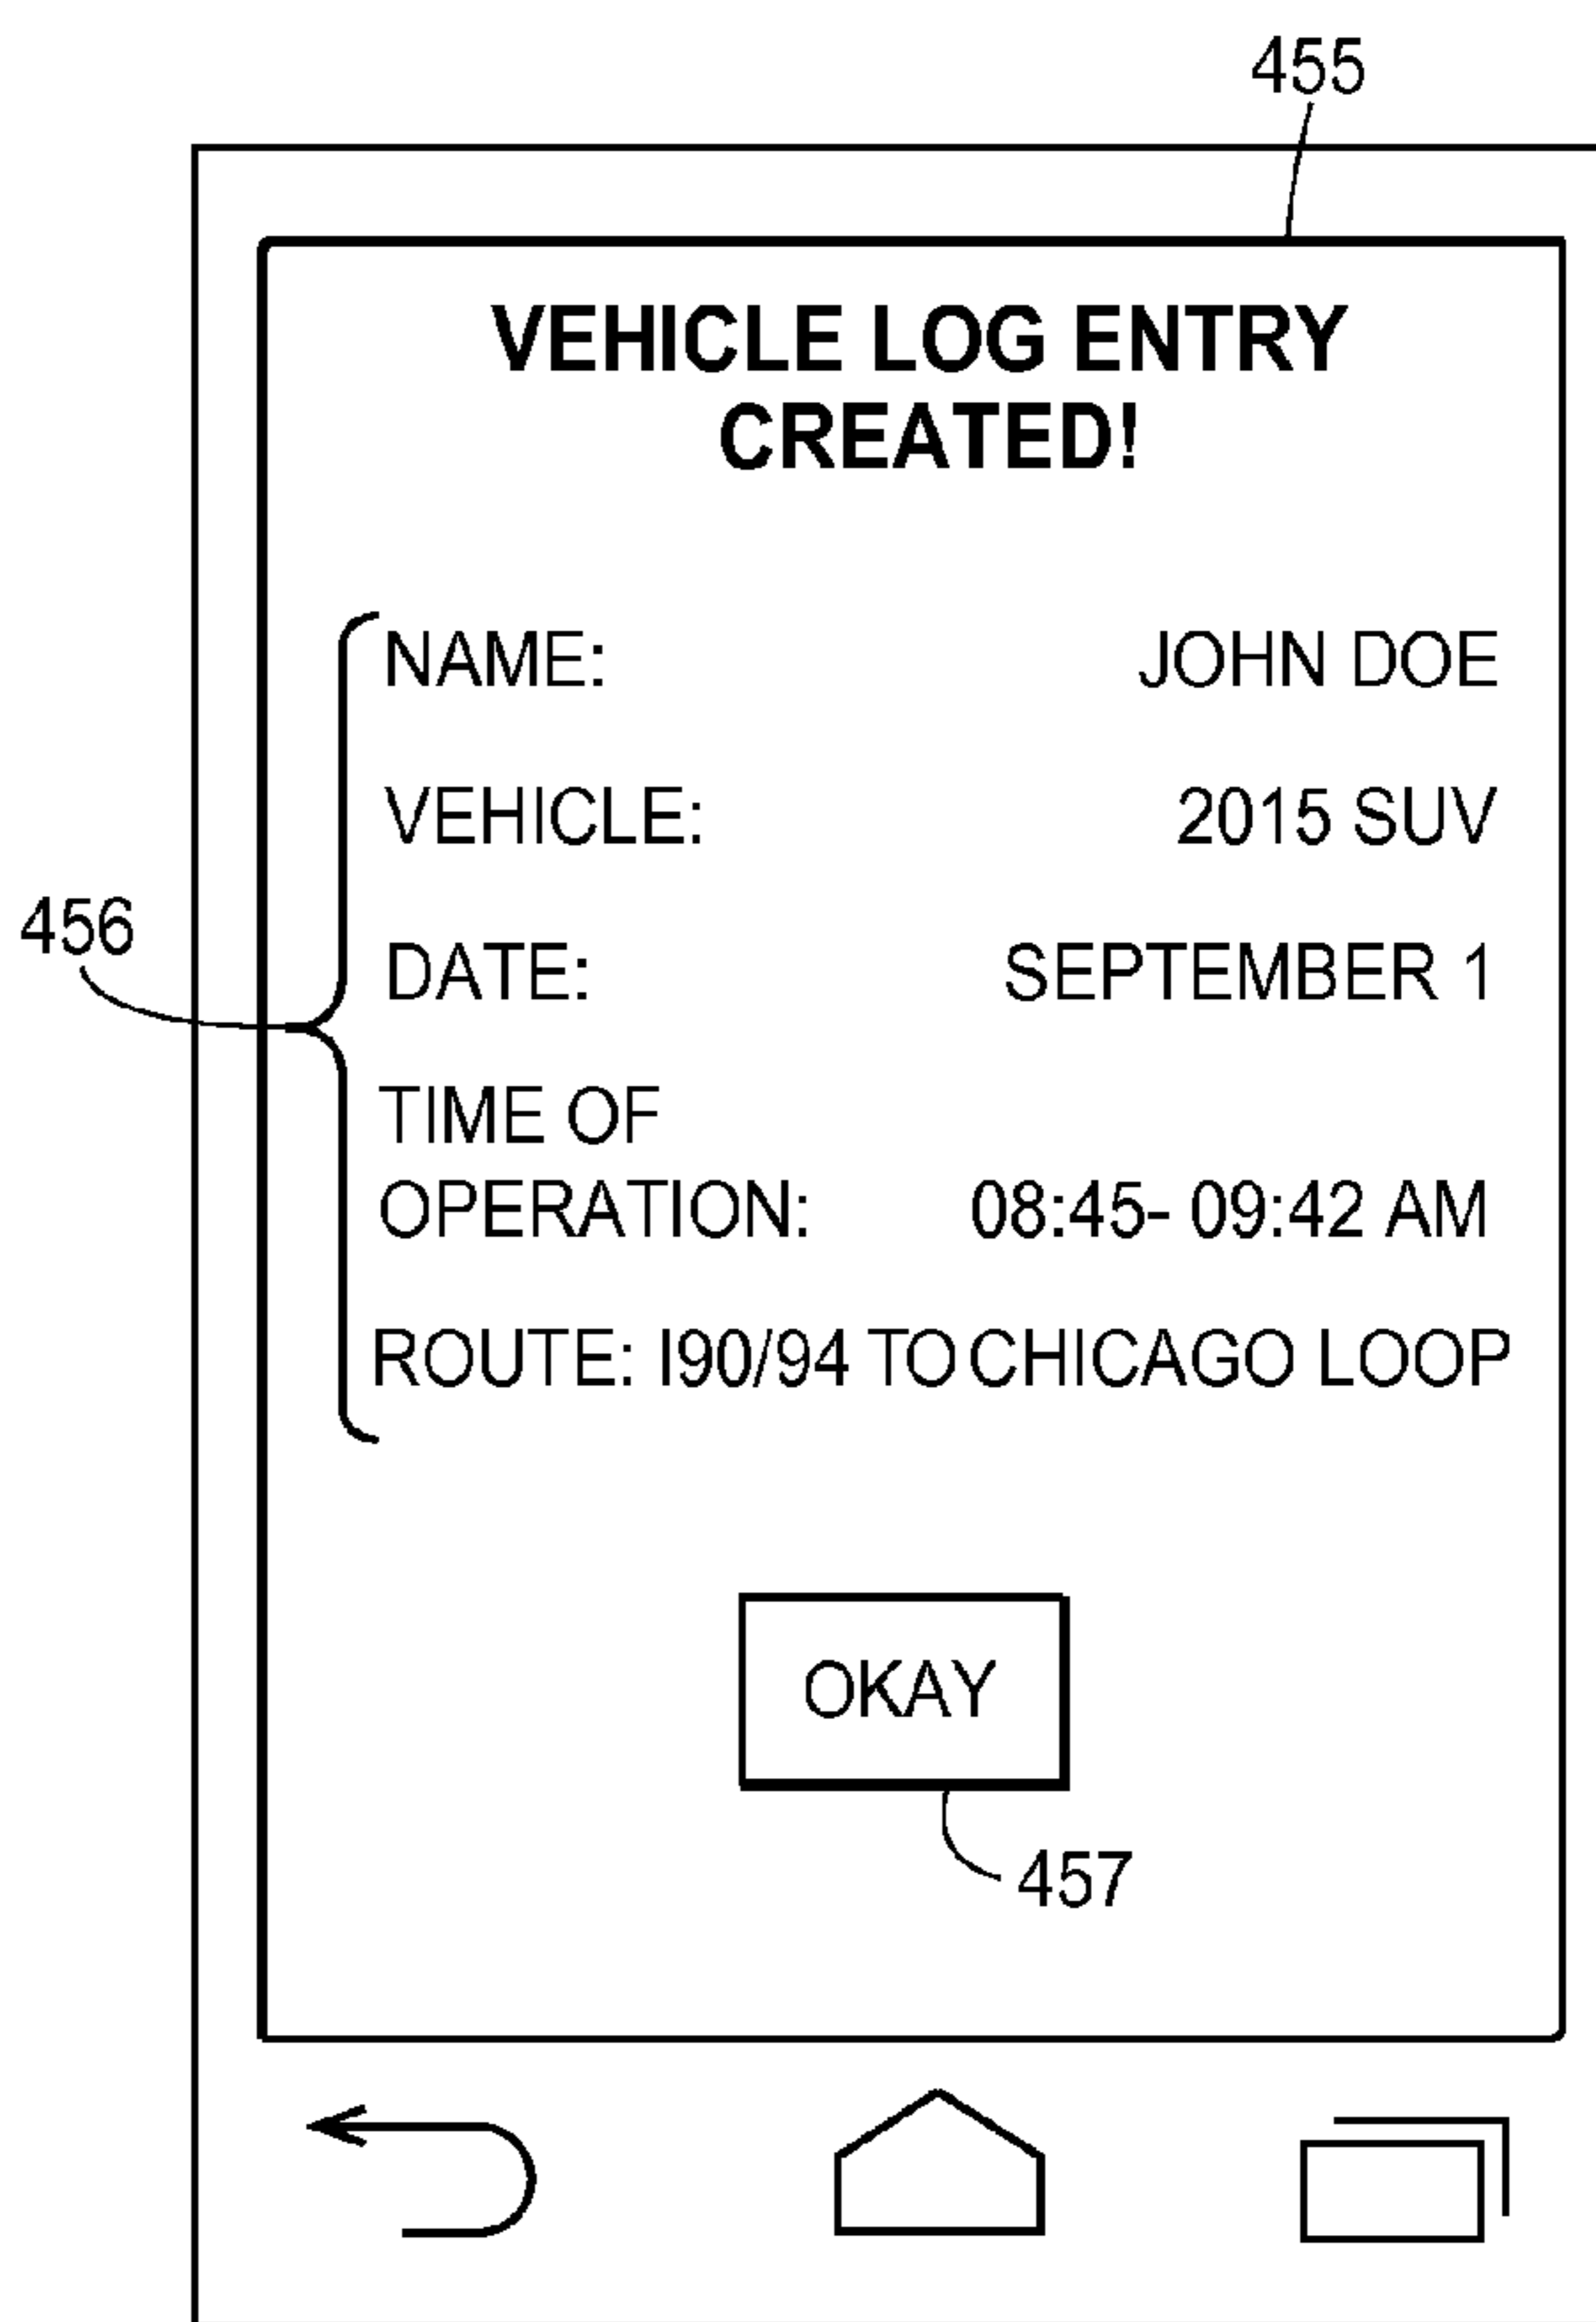 455
VEHICLE LOG ENTRY
CREATED!
NAME: JOHN DOE
VEHICLE: 2015 SUV
456
DATE: SEPTEMBER 1
TIME OF
OPERATION: 08:45- 09:42 AM
ROUTE: I90/94 TO CHICAGO LOOP
OKAY
457